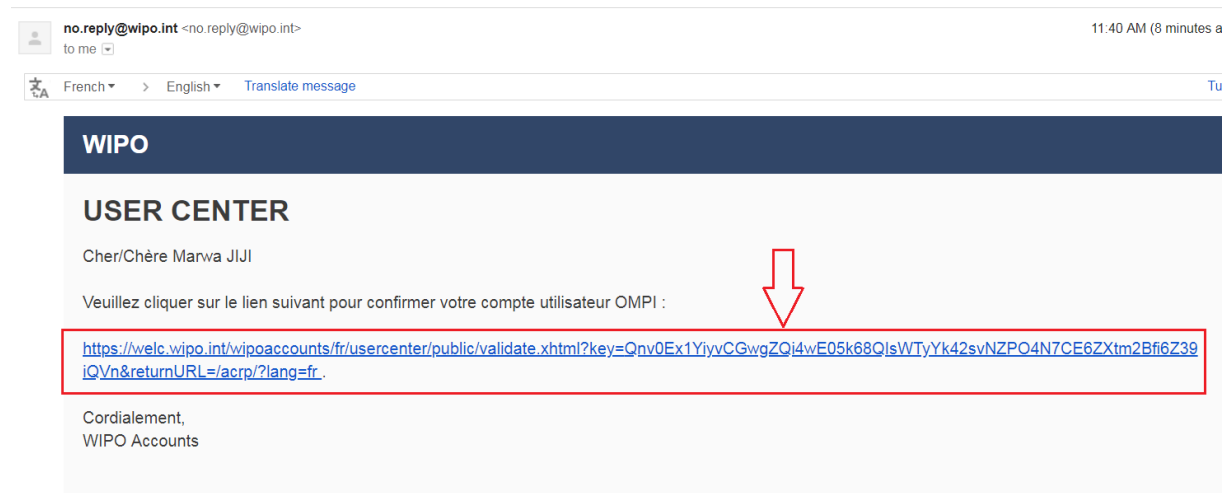 no.reply@wipo.int <no.reply@wipo.int> 11:40 AM (8 minutes a
to me
French > English Translate message Tu
WIPO
USER CENTER
Cher/Chère Marwa JIJI
Veuillez cliquer sur le lien suivant pour confirmer votre compte utilisateur OMPI :
https://welc.wipo.int/wipoaccounts/fr/usercenter/public/validate.xhtml?key=Qnv0Ex1YiyvCGwgZQi4wE05k68QIsWTyYk42svNZPO4N7CE6ZXtm2Bfi6Z39
iQVn&returnURL=/acrp/?lang=fr .
Cordialement,
WIPO Accounts